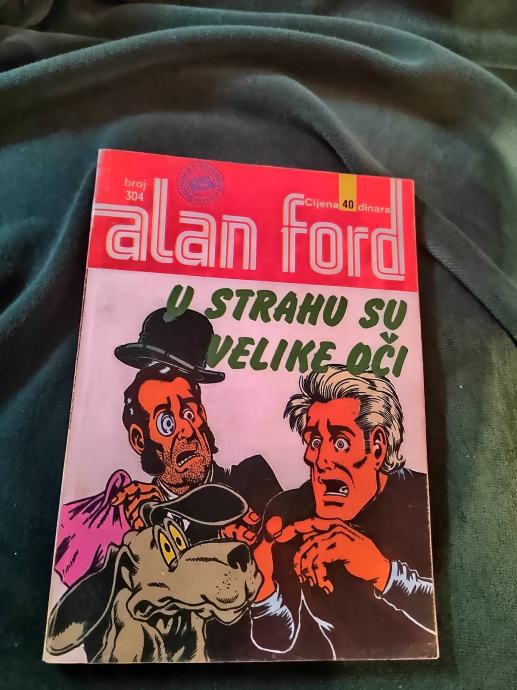 broj
304
Cijena 40 dinara
alan ford
U STRAHU SU
VELIKE OČI